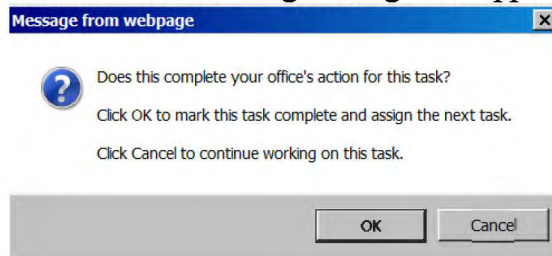 Message from webpage
Does this complete your office's action for this task?
Click OK to mark this task complete and assign the next task.
Click Cancel to continue working on this task.
OK
Cancel